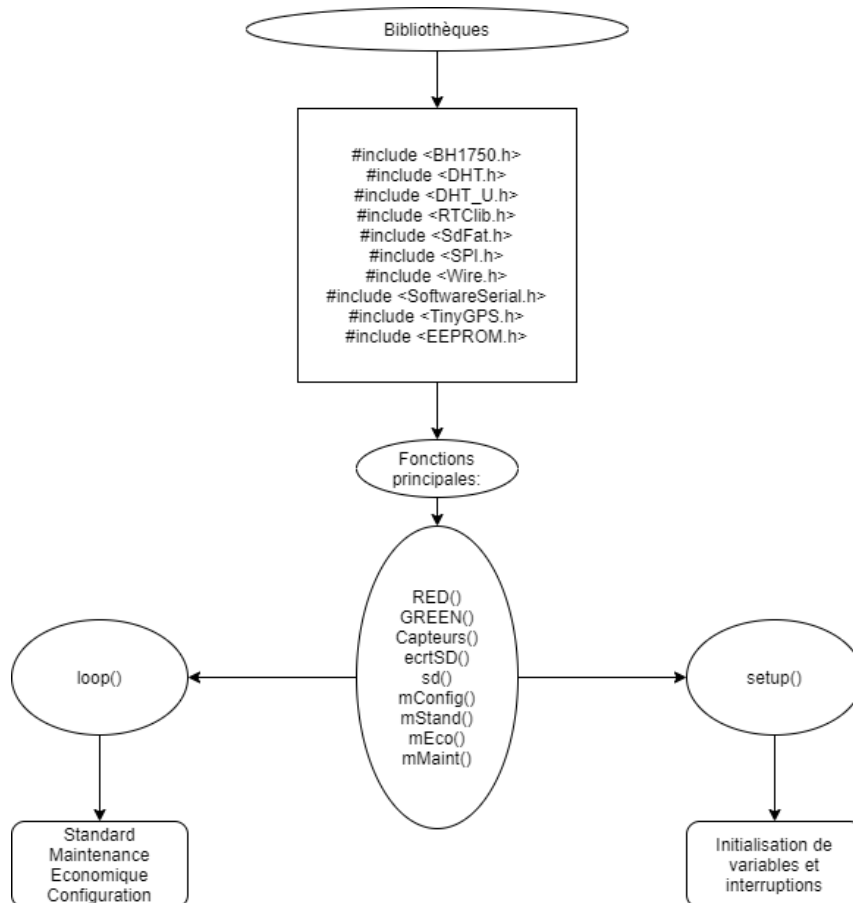 Bibliothèques
#include <BH1750.h>
#include <DHT.h>
#include <DHT_U.h>
#include <RTClib.h>
#include <SdFat.h>
#include <SPI.h>
#include <Wire.h>
#include <SoftwareSerial.h>
#include <TinyGPS.h>
#include <EEPROM.h>
Fonctions
principales:
RED()
GREEN()
Capteurs()
ecrtSD()
sd()
mConfig()
mStand()
mEco()
mMaint()
loop()
setup()
Standard
Maintenance
Economique
Configuration
Initialisation de
variables et
interruptions